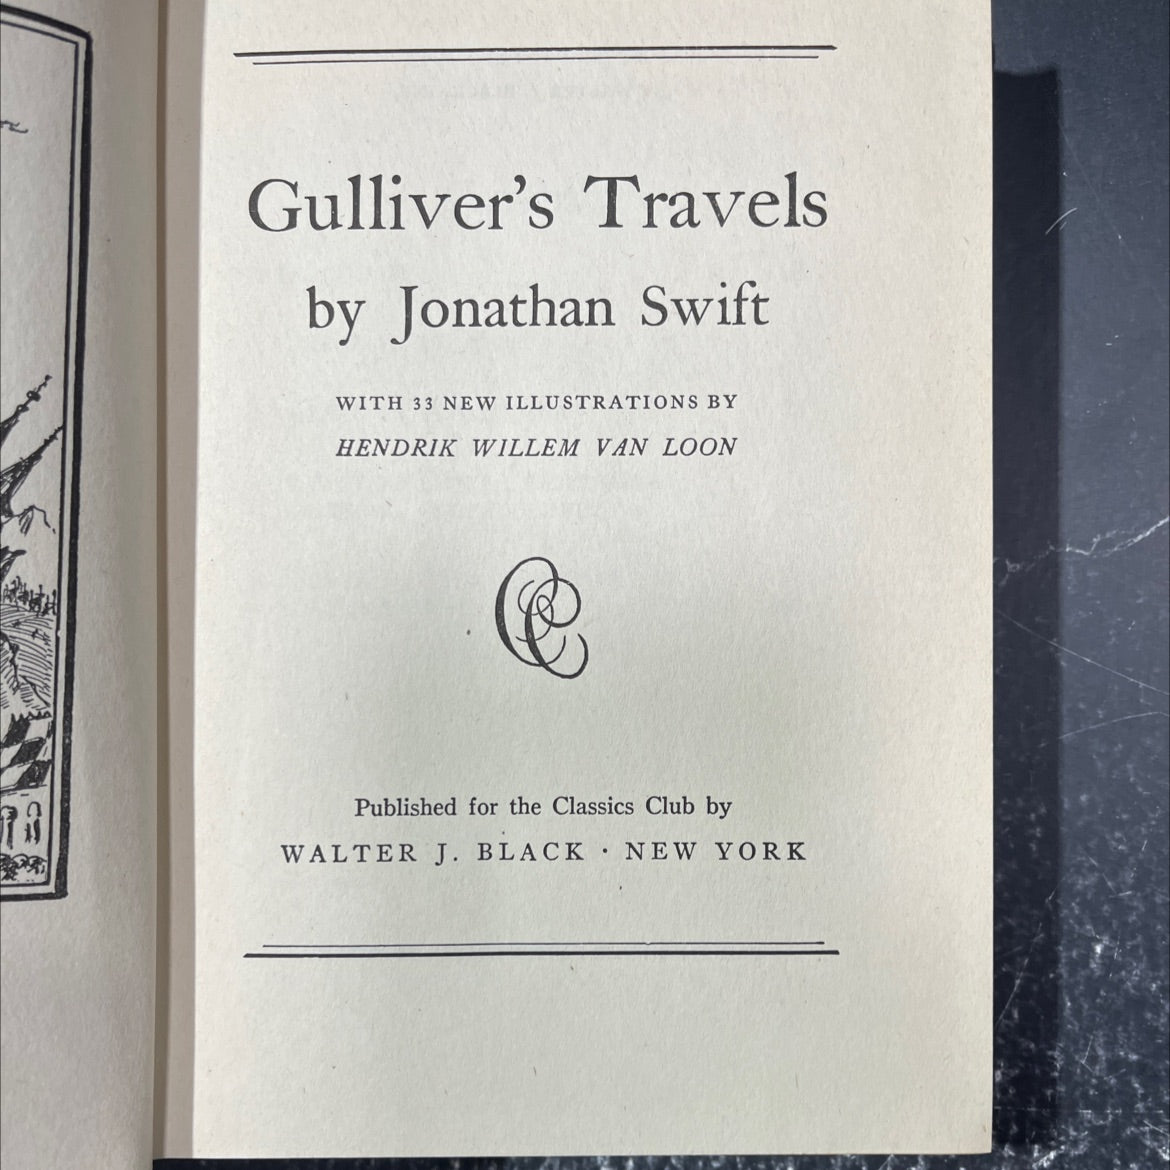 Gulliver's Travels
by Jonathan Swift
WITH 33 NEW ILLUSTRATIONS BY
HENDRIK WILLEM VAN LOON
CC
Published for the Classics Club by
WALTER J. BLACK · NEW YORK